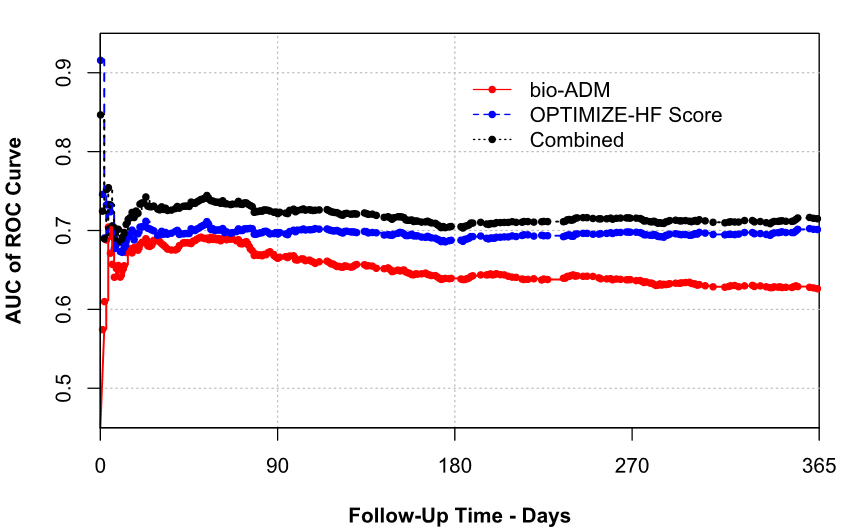 AUC of ROC Curve
0.9
0.8
0.7
0.6
0.5
bio-ADM
OPTIMIZE-HF Score
Combined
0 90 180 270 365
Follow-Up Time - Days